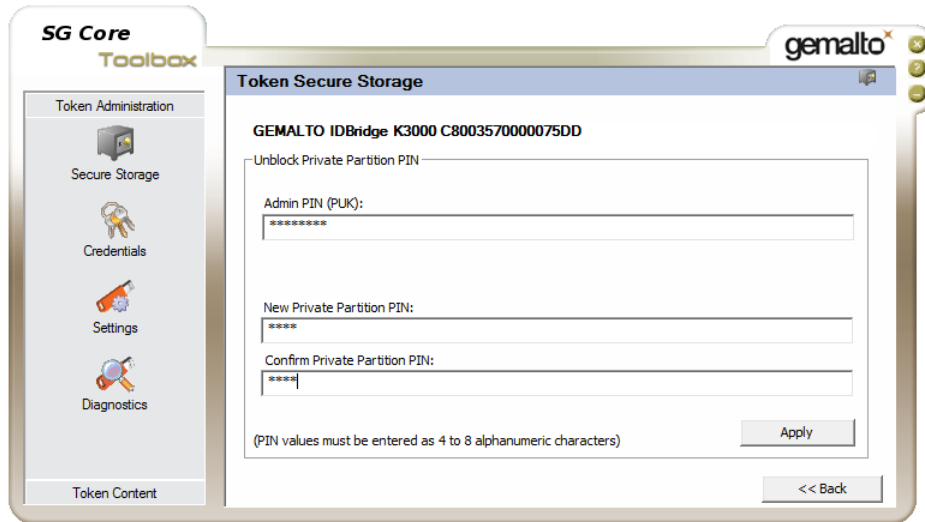 SG Core
Toolbox
gemalto
Token Administration
Secure Storage
Credentials
Settings
Diagnostics
Token Content
Token Secure Storage
GEMALTO IDBridge K3000 C8003570000075DD
Unblock Private Partition PIN
Admin PIN (PUK):
********
New Private Partition PIN:
****
Confirm Private Partition PIN:
****
(PIN values must be entered as 4 to 8 alphanumeric characters)
Apply
<< Back